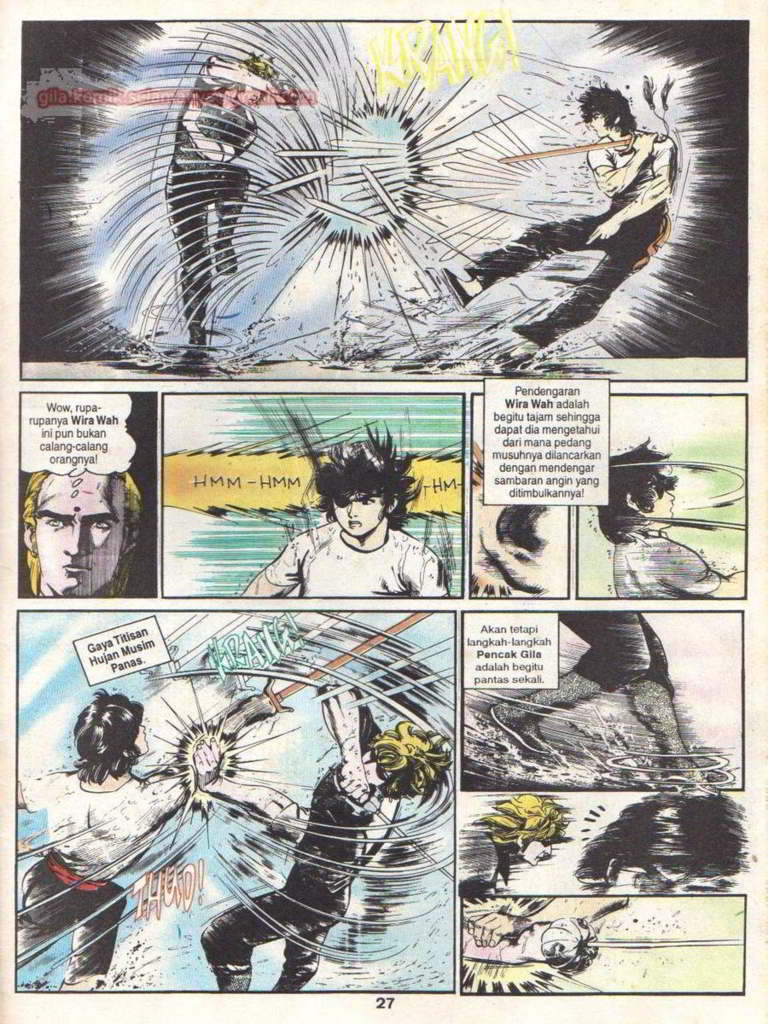 KRANG!
Wow, rupa-
rupanya Wira Wah
ini pun bukan
calang-calang
orangnya!
HMM-HMM
-HM-
Pendengaran
Wira Wah adalah
begitu tajam sehingga
dapat dia mengetahui
dari mana pedang
musuhnya dilancarkan
dengan mendengar
sambaran angin yang
ditimbulkannya!
Gaya Titisan
Hujan Musim
Panas.
KRANG!
THUD!
Akan tetapi
langkah-langkah
Pencak Gila
adalah begitu
pantas sekali.
27